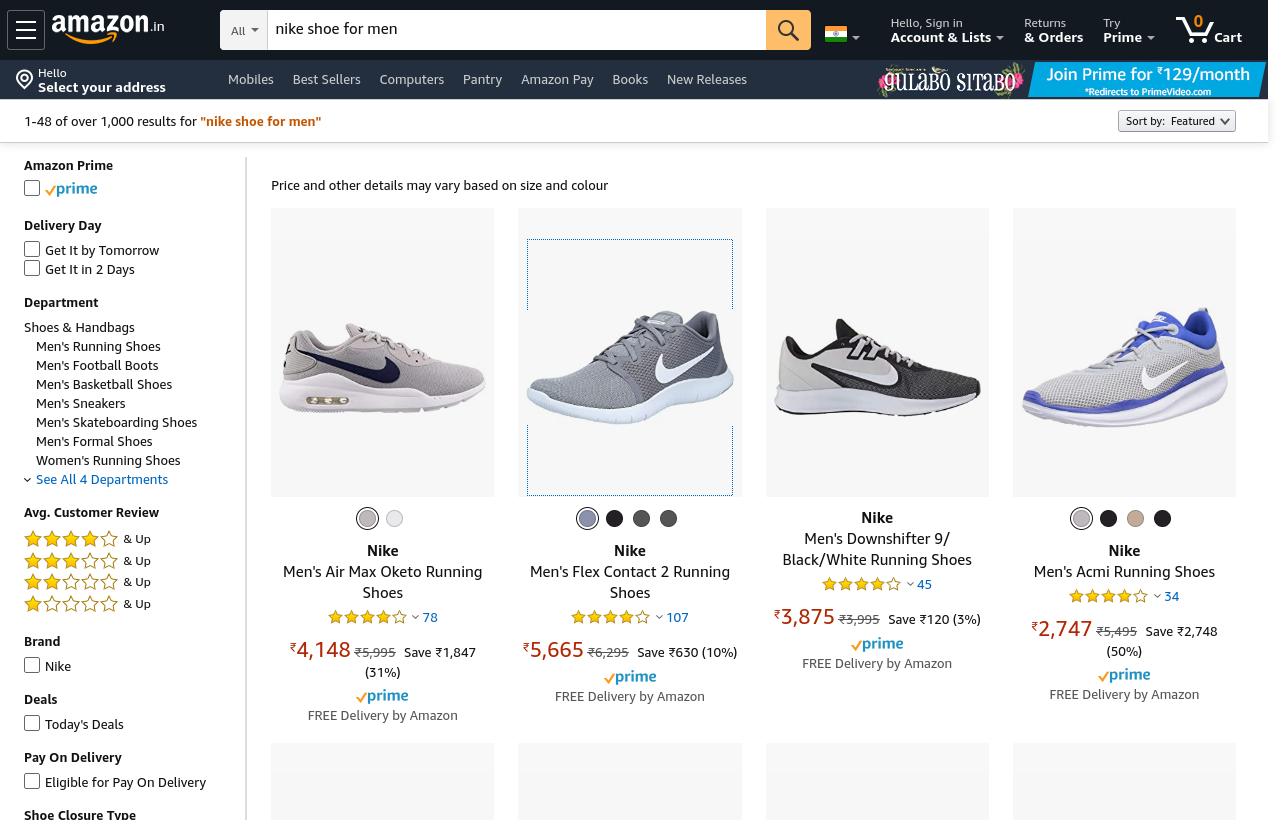 amazon.in
All
nike shoe for men
Hello, Sign in
Account & Lists
Returns
& Orders
Try
Prime
0
Cart
Hello
Select your address
Mobiles
Best Sellers
Computers
Pantry
Amazon Pay
Books
New Releases
GULABO SITABO
Join Prime for ₹129/month
*Redirects to PrimeVideo.com
1-48 of over 1,000 results for "nike shoe for men"
Sort by: Featured
Amazon Prime
prime
Delivery Day
Get It by Tomorrow
Get It in 2 Days
Department
Shoes & Handbags
Men's Running Shoes
Men's Football Boots
Men's Basketball Shoes
Men's Sneakers
Men's Skateboarding Shoes
Men's Formal Shoes
Women's Running Shoes
See All 4 Departments
Avg. Customer Review
& Up
& Up
& Up
& Up
Brand
Nike
Deals
Today's Deals
Pay On Delivery
Eligible for Pay On Delivery
Shoe Closure Type
Price and other details may vary based on size and colour
Nike
Men's Air Max Oketo Running
Shoes
78
₹4,148 ₹5,995 Save ₹1,847
(31%)
prime
FREE Delivery by Amazon
Nike
Men's Flex Contact 2 Running
Shoes
107
₹5,665 ₹6,295 Save ₹630 (10%)
prime
FREE Delivery by Amazon
Nike
Men's Downshifter 9/
Black/White Running Shoes
45
₹3,875 ₹3,995 Save ₹120 (3%)
prime
FREE Delivery by Amazon
Nike
Men's Acmi Running Shoes
34
₹2,747 ₹5,495 Save ₹2,748
(50%)
prime
FREE Delivery by Amazon